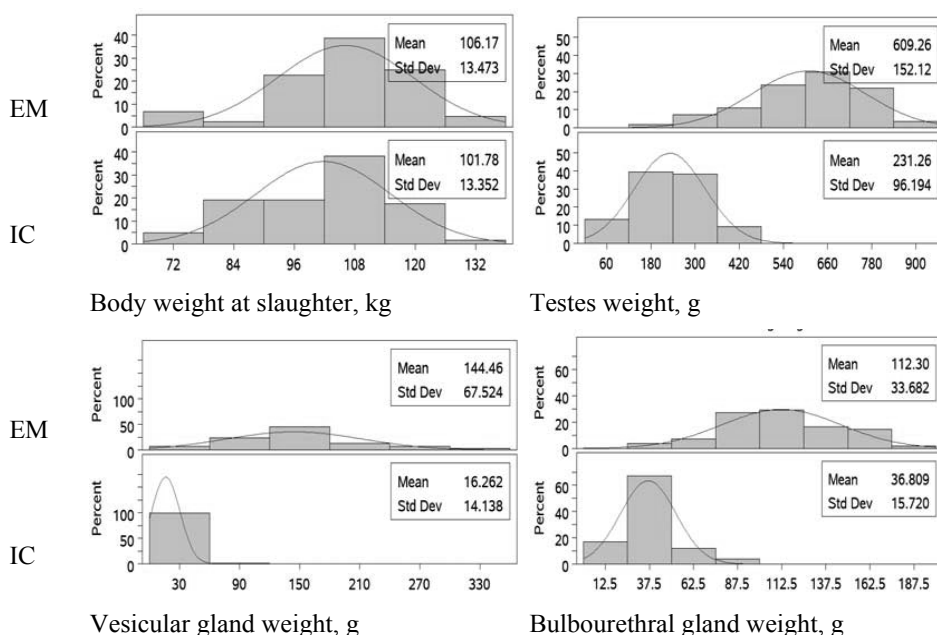 EM
Percent
40
30
20
10
0
Mean 106.17
Std Dev 13.473
Percent
50
40
30
20
10
0
Mean 609.26
Std Dev 152.12
IC
Percent
40
30
20
10
0
Mean 101.78
Std Dev 13.352
72 84 96 108 120 132
Percent
50
40
30
20
10
0
Mean 231.26
Std Dev 96.194
60 180 300 420 540 660 780 900
Body weight at slaughter, kg
Testes weight, g
EM
Percent
100
50
0
Mean 144.46
Std Dev 67.524
Percent
60
40
20
0
Mean 112.30
Std Dev 33.682
IC
Percent
100
50
0
Mean 16.262
Std Dev 14.138
30 90 150 210 270 330
Percent
60
40
20
0
Mean 36.809
Std Dev 15.720
12.5 37.5 62.5 87.5 112.5 137.5 162.5 187.5
Vesicular gland weight, g
Bulbourethral gland weight, g